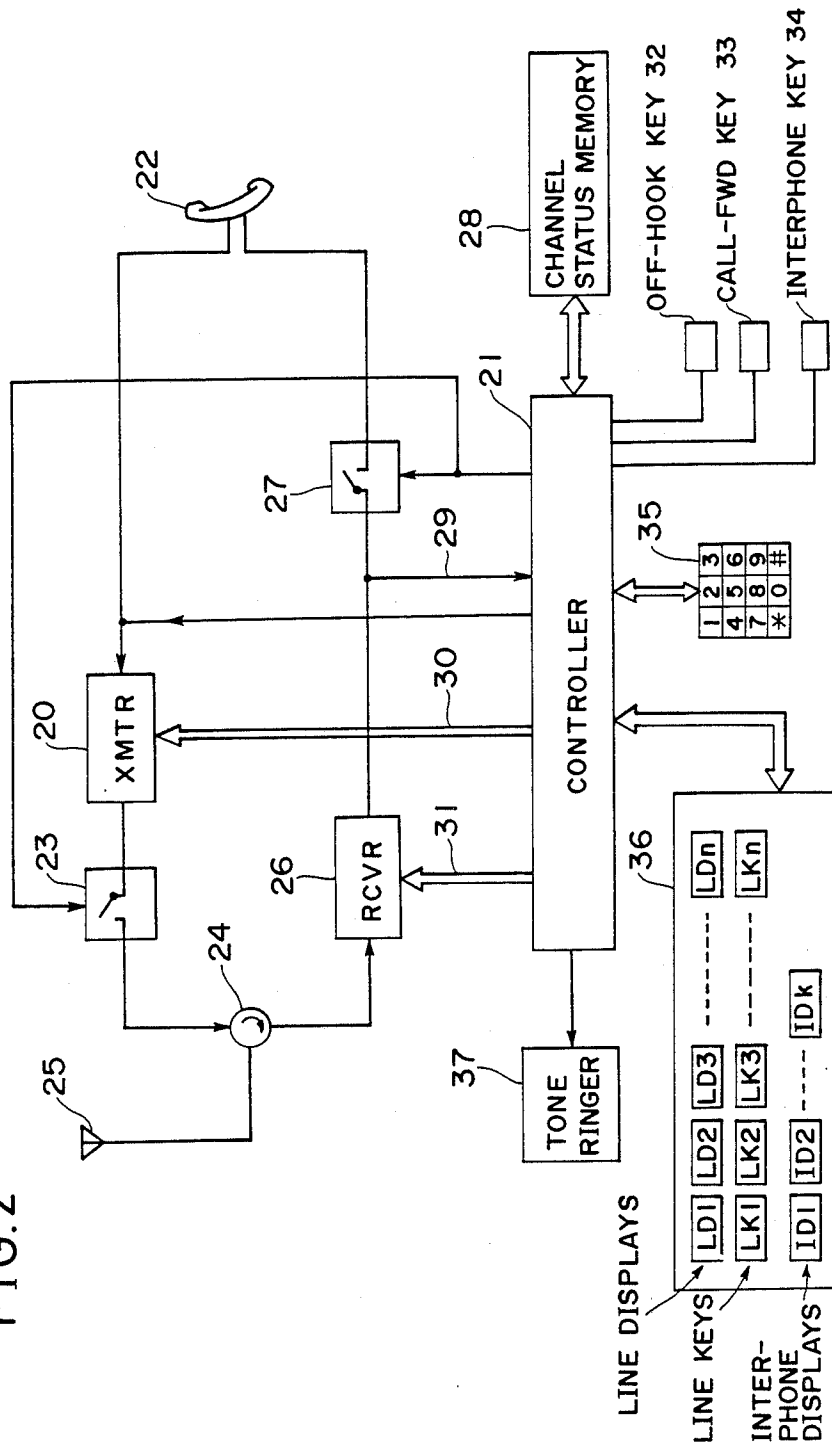 FIG.2
25
24
23
XMTR
20
22
RCVR
26
27
29
30
31
21
CONTROLLER
CHANNEL
STATUS MEMORY
28
OFF-HOOK KEY 32
CALL-FWD KEY 33
INTERPHONE KEY 34
35
1 2 3
4 5 6
7 8 9
* 0 #
37
TONE
RINGER
36
LINE DISPLAYS
LD1 LD2 LD3 ------- LDn
LINE KEYS
LK1 LK2 LK3 ------- LKn
INTER-
PHONE
DISPLAYS
ID1 ID2 ---- IDk